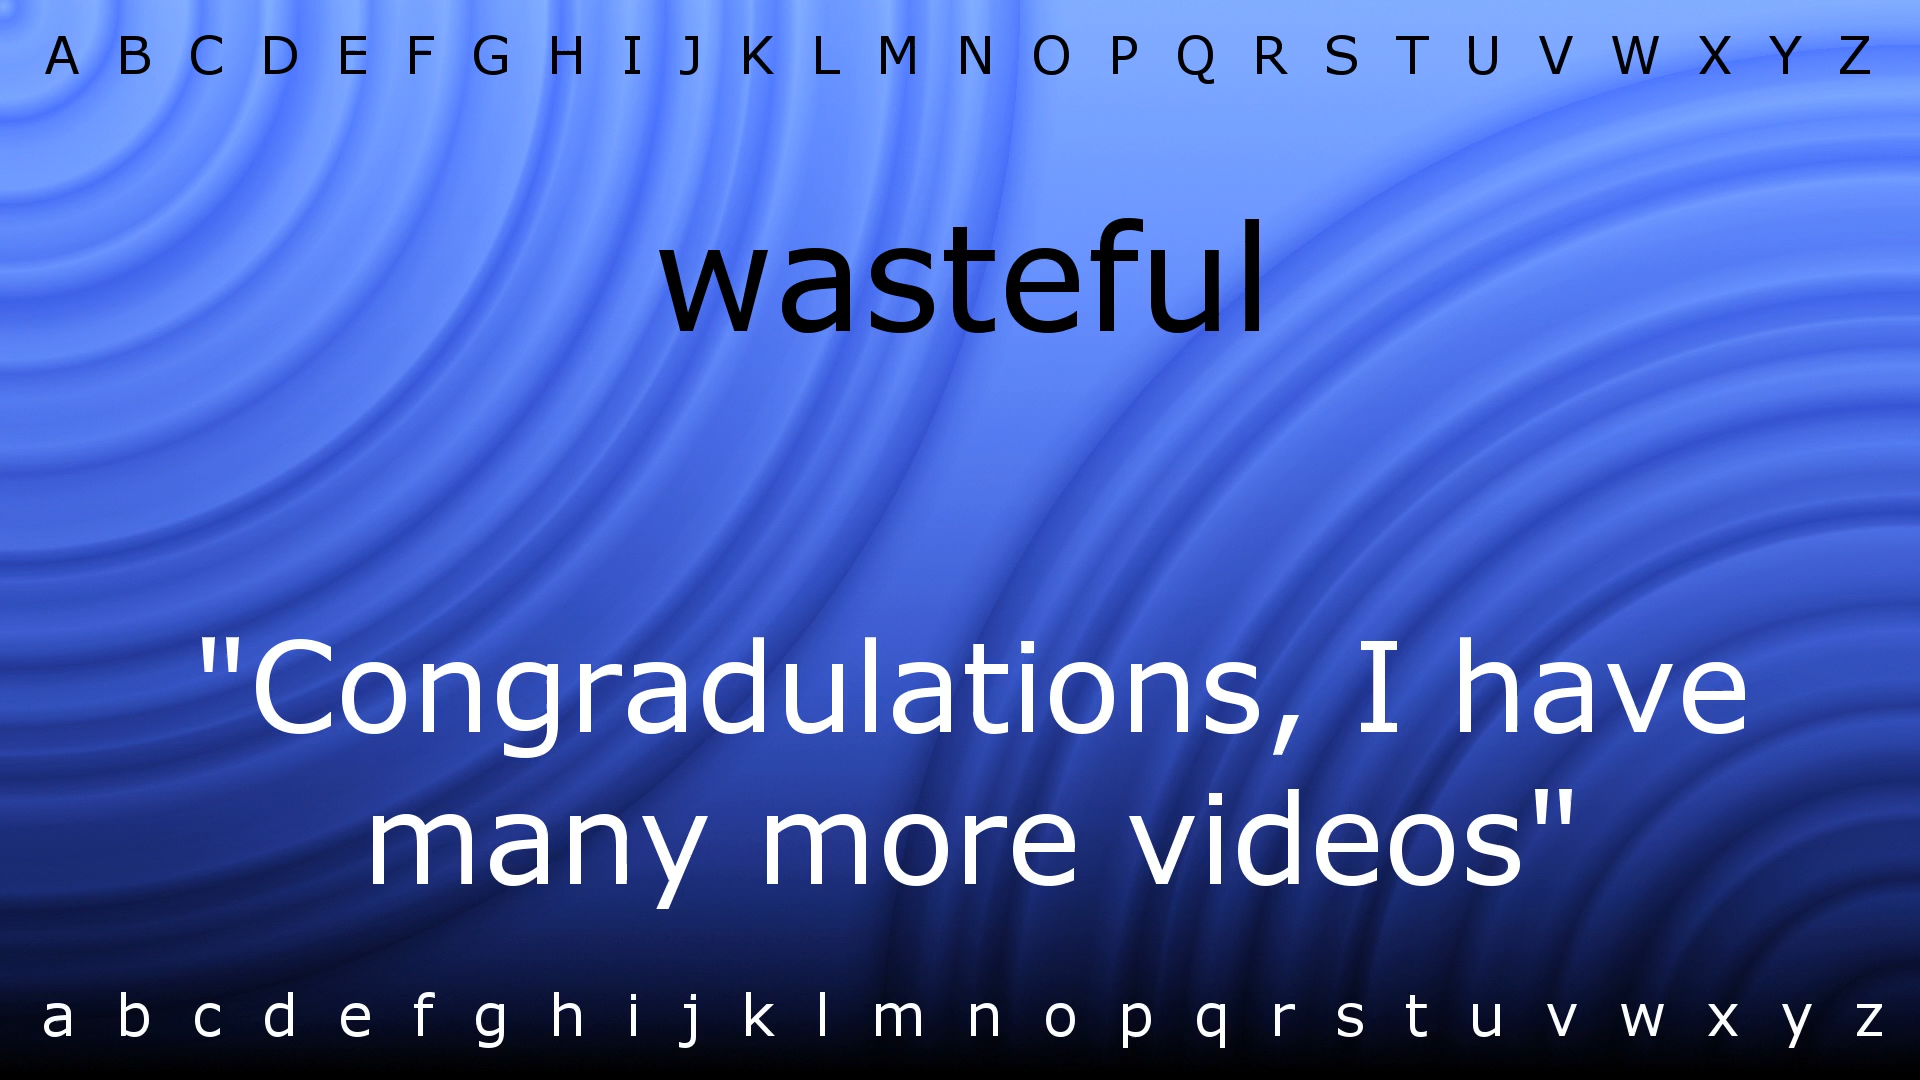 A B C D E F G H I J K L M N O P Q R S T U V W X Y Z
wasteful
"Congradulations, I have
many more videos"
a b c d e f g h i j k l m n o p q r s t u v w x y z